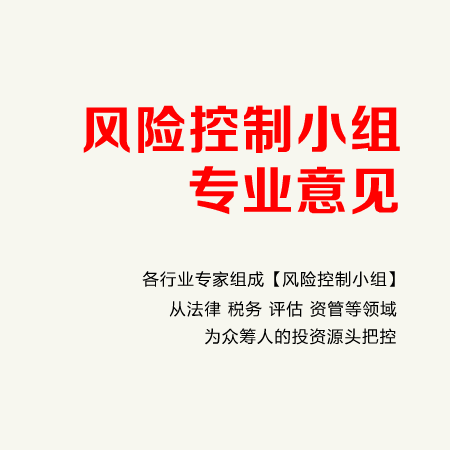 风险控制小组
专业意见
各行业专家组成【风险控制小组】
从法律 税务 评估 资管等领域
为众筹人的投资源头把控